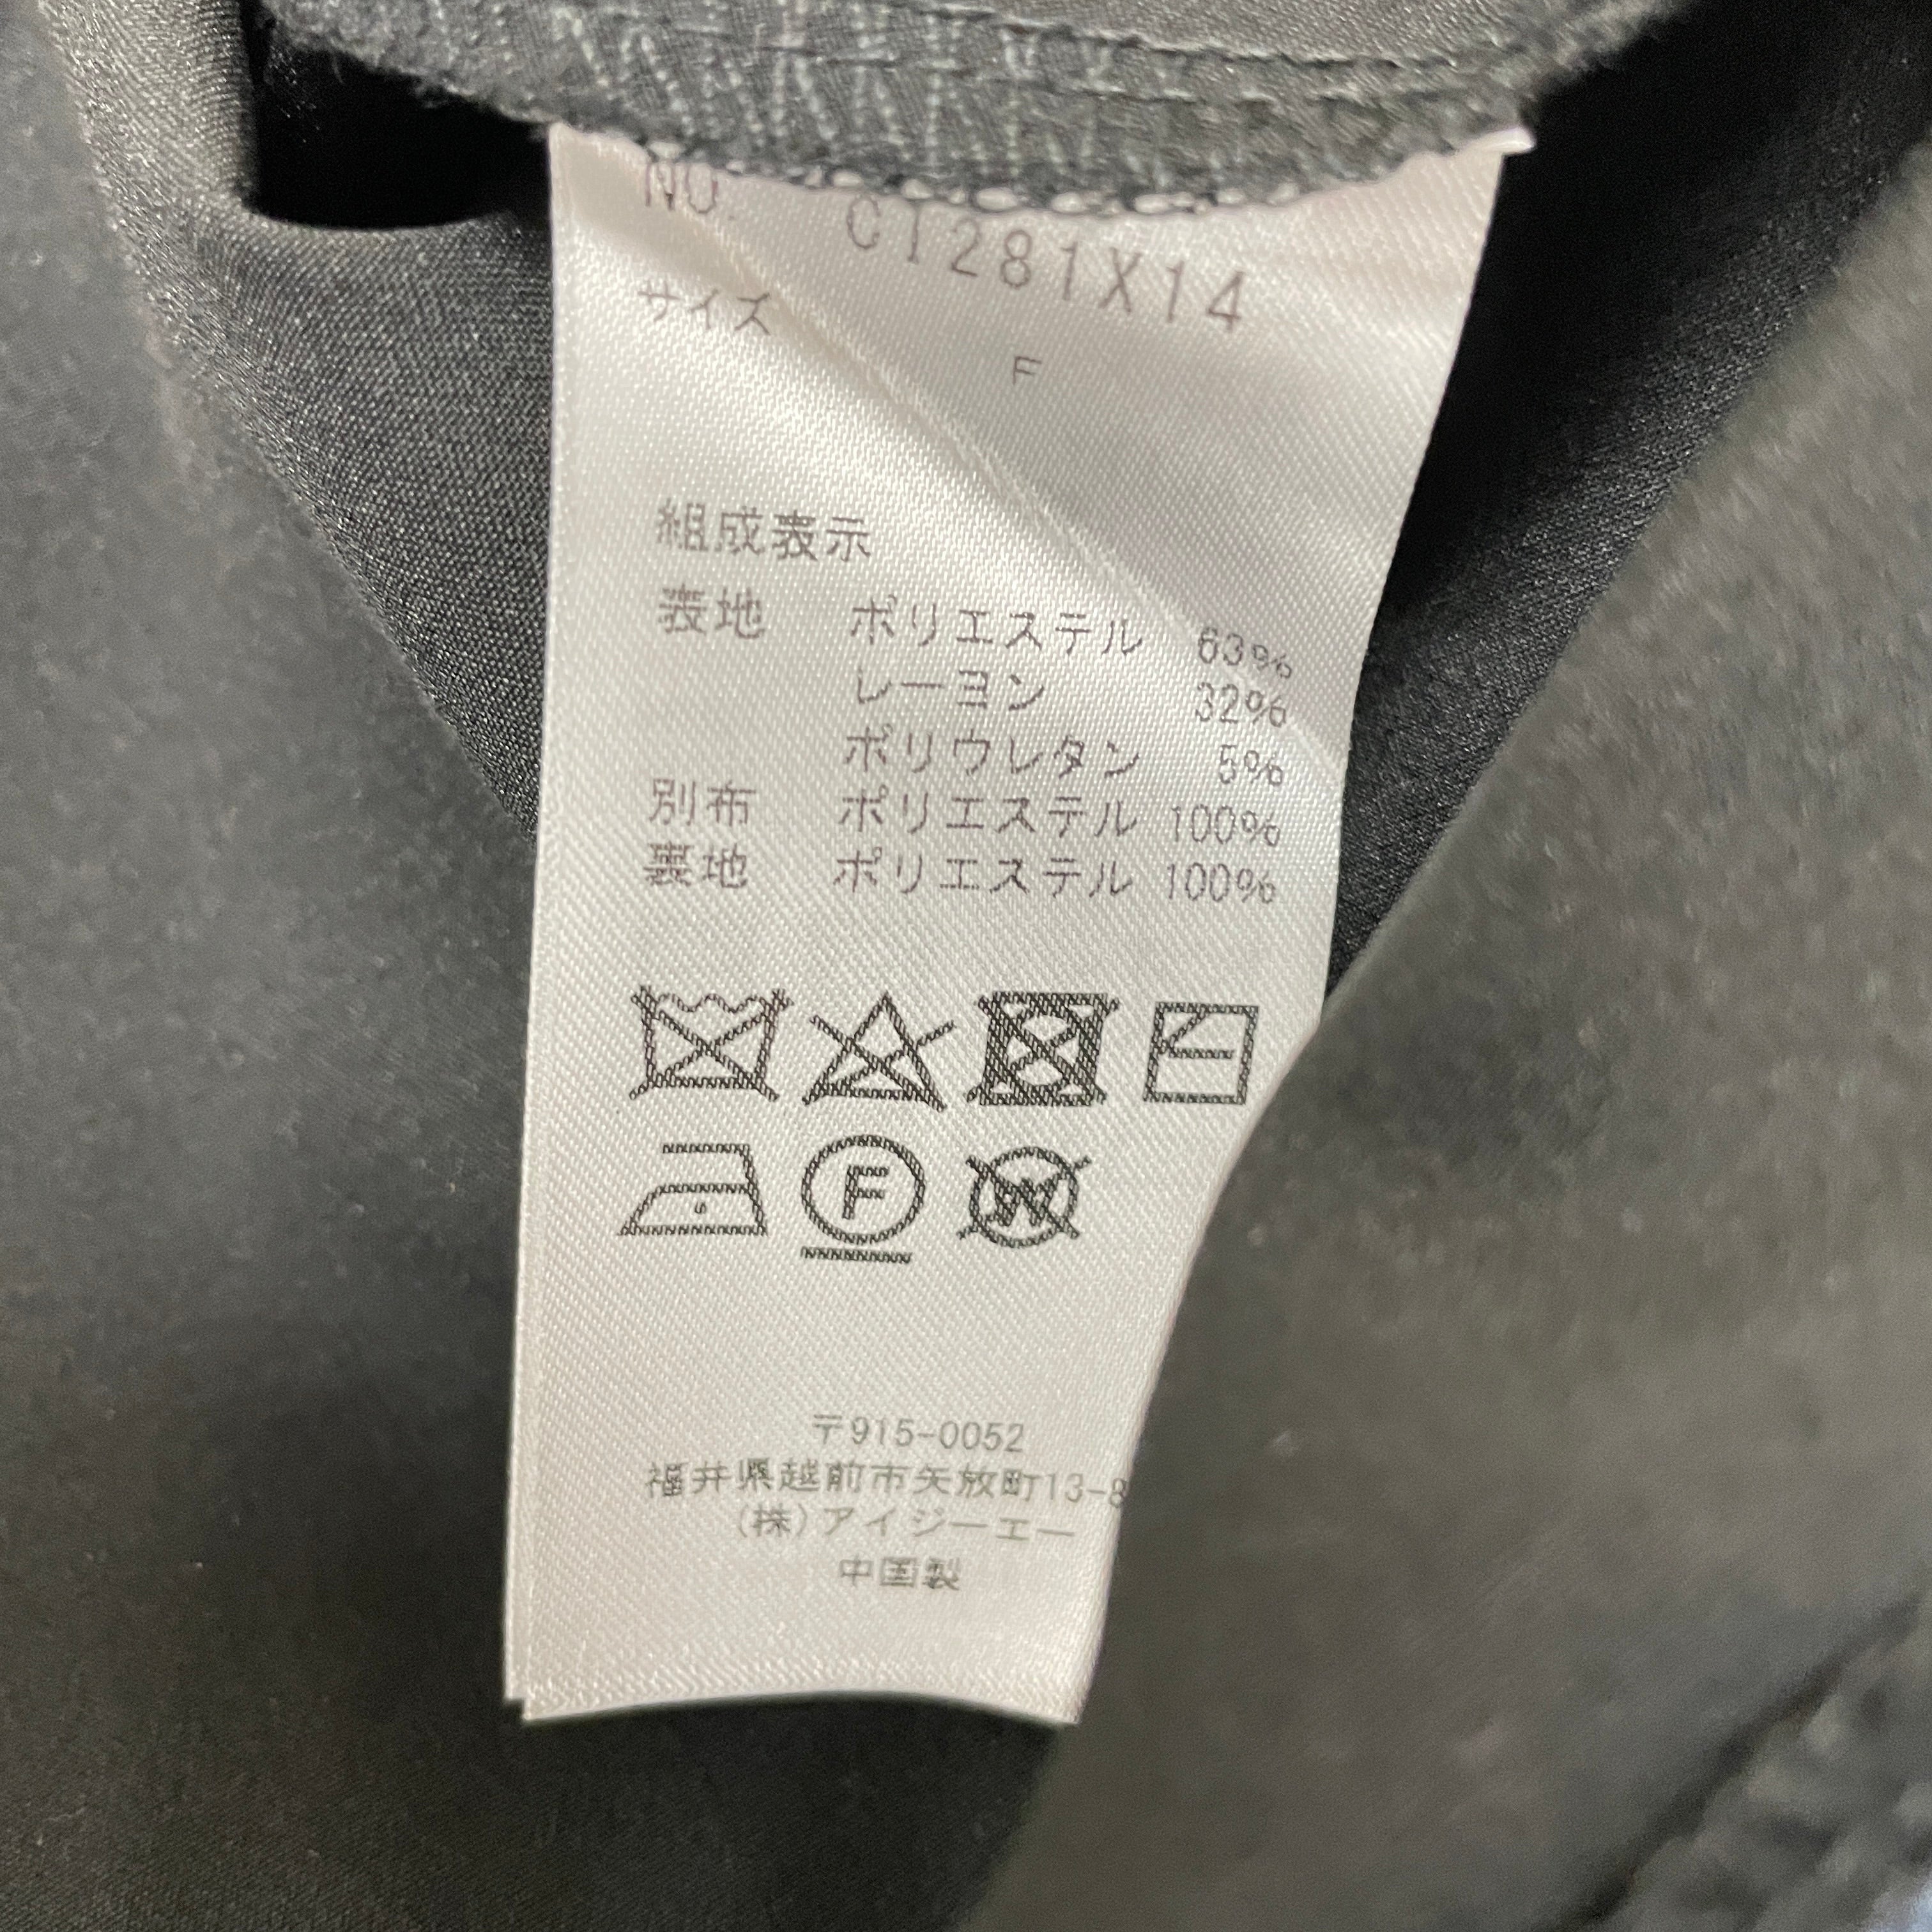 NO. CI281X14
サイズ
F
組成表示
表地 ポリエステル 63%
レーヨン 32%
ポリウレタン 5%
別布 ポリエステル 100%
裏地 ポリエステル 100%
F
W
〒915-0052
福井県越前市矢放町13-8
(株)アイジーエー
中国製